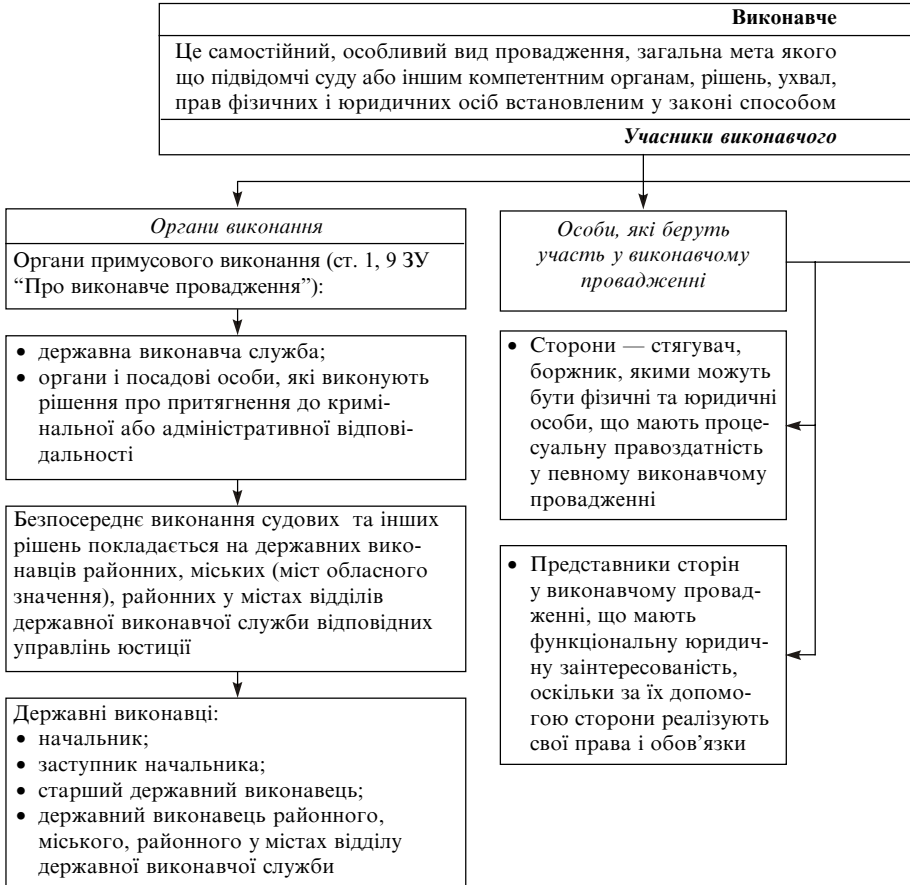 Виконавче
Це самостійний, особливий вид провадження, загальна мета якого
що підвідомчі суду або іншим компетентним органам, рішень, ухвал,
прав фізичних і юридичних осіб встановленим у законі способом
Учасники виконавчого
Органи виконання
Органи примусового виконання (ст. 1, 9 ЗУ
“Про виконавче провадження”):
• державна виконавча служба;
• органи і посадові особи, які виконують
рішення про притягнення до кримі-
нальної або адміністративної відпові-
дальності
Безпосереднє виконання судових та інших
рішень покладається на державних вико-
навців районних, міських (міст обласного
значення), районних у містах відділів
державної виконавчої служби відповідних
управлінь юстиції
Державні виконавці:
• начальник;
• заступник начальника;
• старший державний виконавець;
• державний виконавець районного,
міського, районного у містах відділу
державної виконавчої служби
Особи, які беруть
участь у виконавчому
провадженні
• Сторони — стягувач,
боржник, якими можуть
бути фізичні та юридичні
особи, що мають проце-
суальну правоздатність
у певному виконавчому
провадженні
• Представники сторін
у виконавчому провад-
женні, що мають
функціональну юридич-
ну заінтересованість,
оскільки за їх допомо-
гою сторони реалізують
свої права і обов’язки